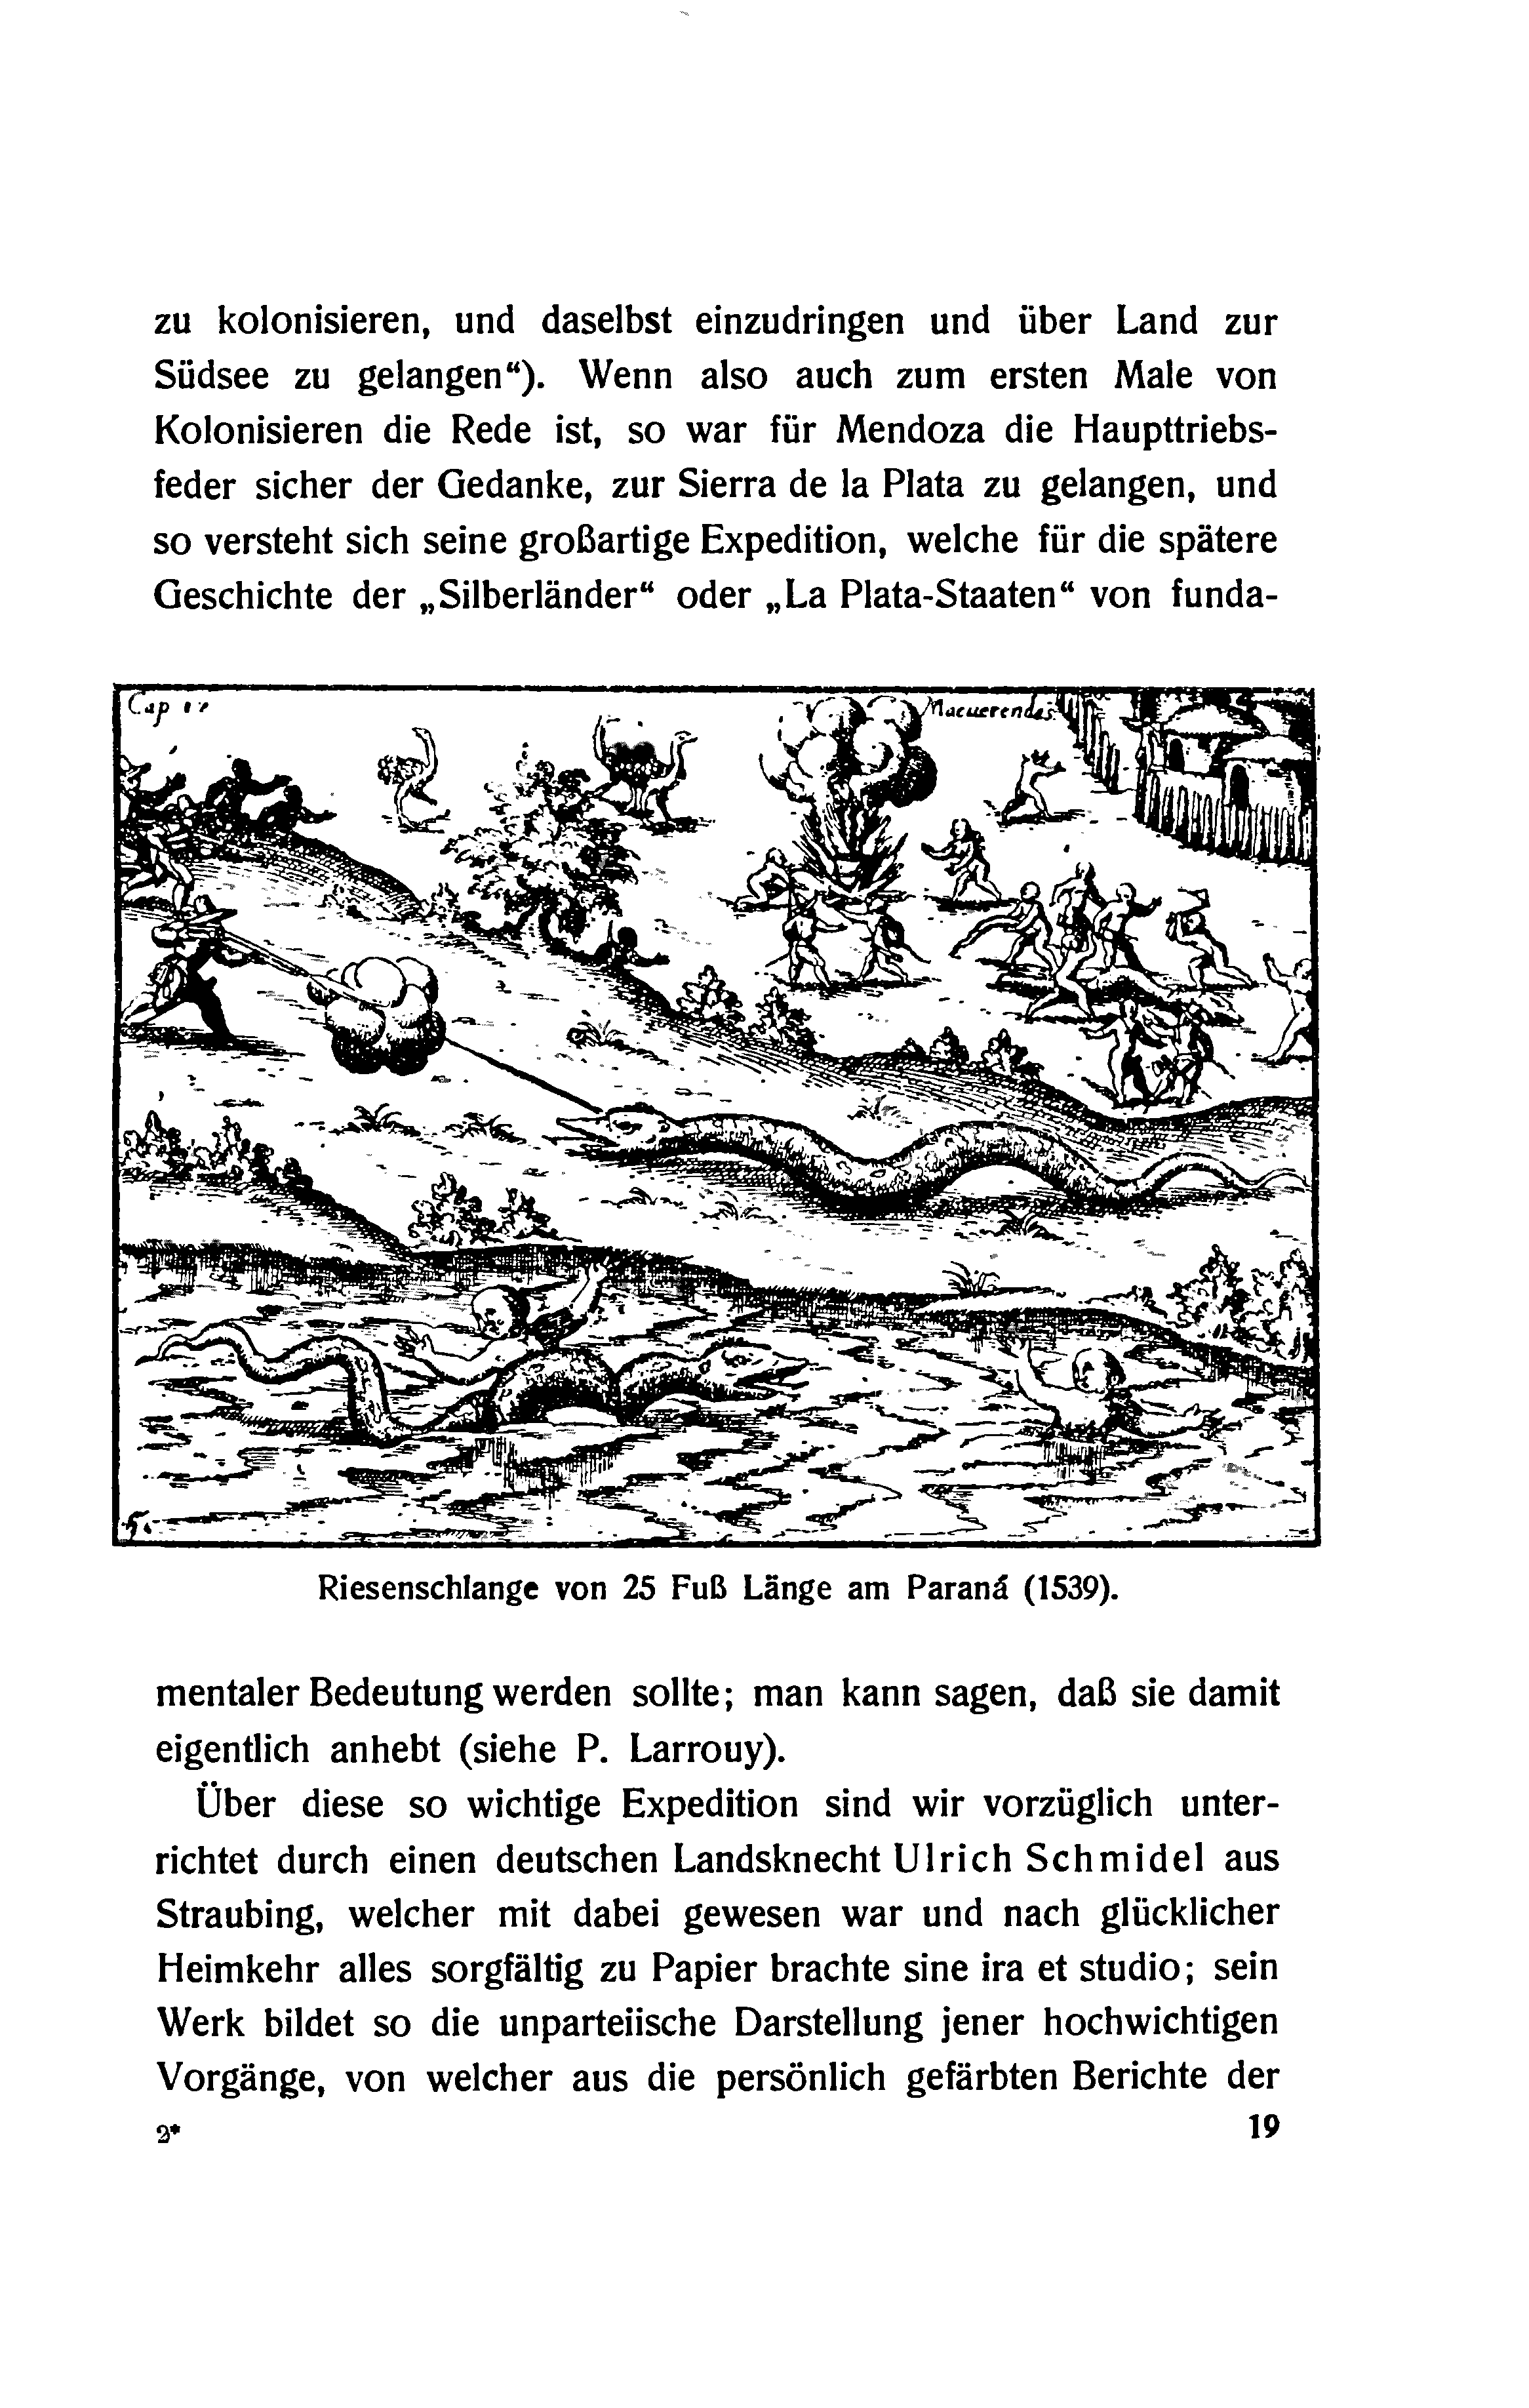 zu kolonisieren, und daselbst einzudringen und über Land zur
Südsee zu gelangen“). Wenn also auch zum ersten Male von
Kolonisieren die Rede ist, so war für Mendoza die Haupttriebs-
feder sicher der Gedanke, zur Sierra de la Plata zu gelangen, und
so versteht sich seine großartige Expedition, welche für die spätere
Geschichte der „Silberländer“ oder „La Plata-Staaten“ von funda-
Cap
Macuerendas.
Riesenschlange von 25 Fuß Länge am Paraná (1539).
mentaler Bedeutung werden sollte; man kann sagen, daß sie damit
eigentlich anhebt (siehe P. Larrouy).
Über diese so wichtige Expedition sind wir vorzüglich unter-
richtet durch einen deutschen Landsknecht Ulrich Schmidel aus
Straubing, welcher mit dabei gewesen war und nach glücklicher
Heimkehr alles sorgfältig zu Papier brachte sine ira et studio; sein
Werk bildet so die unparteiische Darstellung jener hochwichtigen
Vorgänge, von welcher aus die persönlich gefärbten Berichte der
2*
19